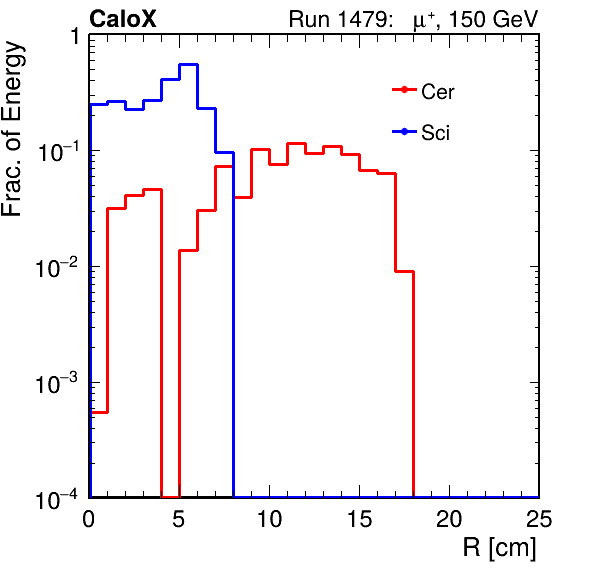 CaloX Run 1479: μ⁺, 150 GeV
Frac. of Energy
1
10⁻¹
10⁻²
10⁻³
10⁻⁴
Cer
Sci
0 5 10 15 20 25
R [cm]